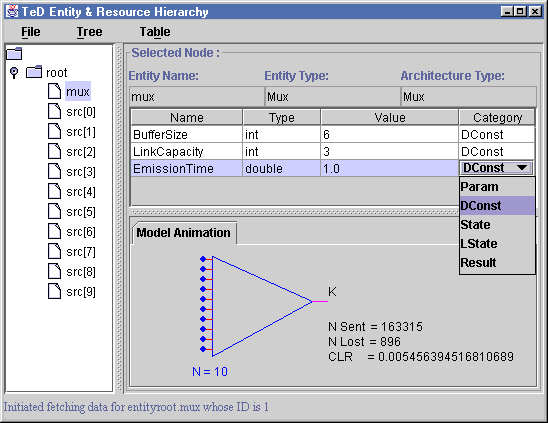 TeD Entity & Resource Hierarchy
File Tree Table
root
mux
src[0]
src[1]
src[2]
src[3]
src[4]
src[5]
src[6]
src[7]
src[8]
src[9]
Selected Node :
Entity Name: Entity Type: Architecture Type:
mux Mux Mux
Name Type Value Category
BufferSize int 6 DConst
LinkCapacity int 3 DConst
EmissionTime double 1.0 DConst
Param
DConst
State
LState
Result
Model Animation
K
N Sent = 163315
N Lost = 896
CLR = 0.005456394516810689
N = 10
Initiated fetching data for entityroot.mux whose ID is 1